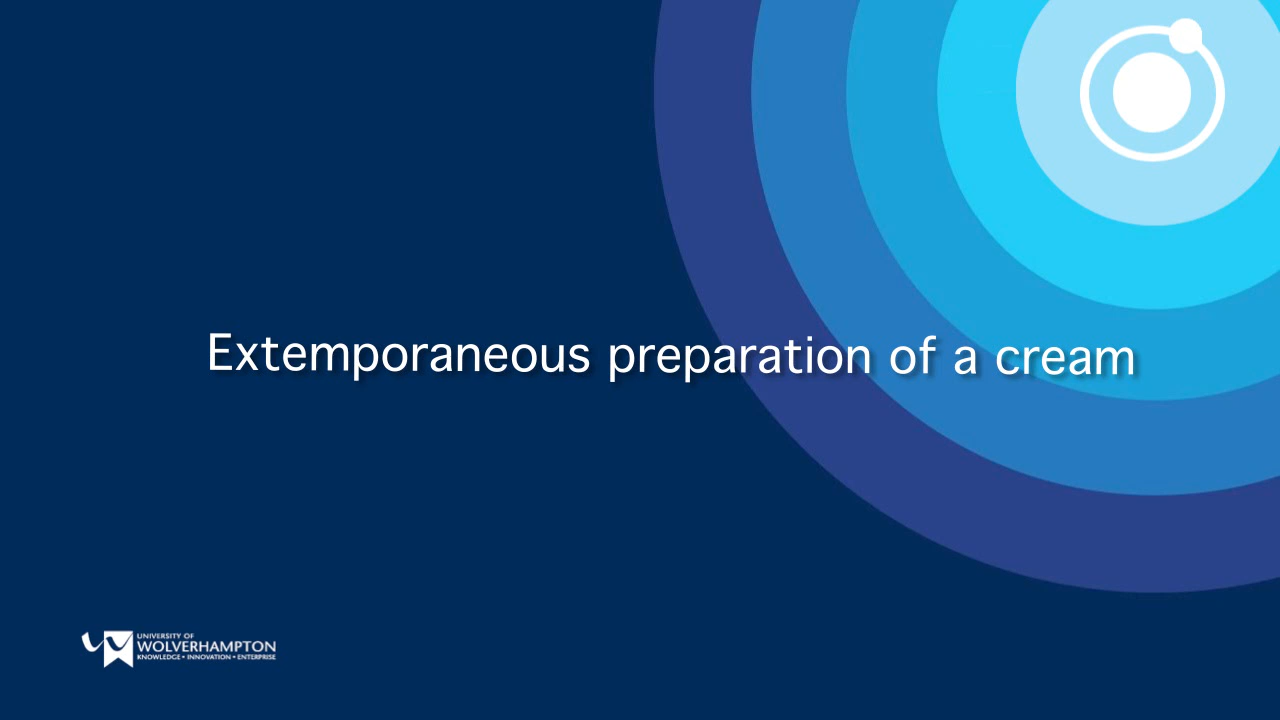 Extemporaneous preparation of a cream
UNIVERSITY OF
WOLVERHAMPTON
KNOWLEDGE • INNOVATION • ENTERPRISE